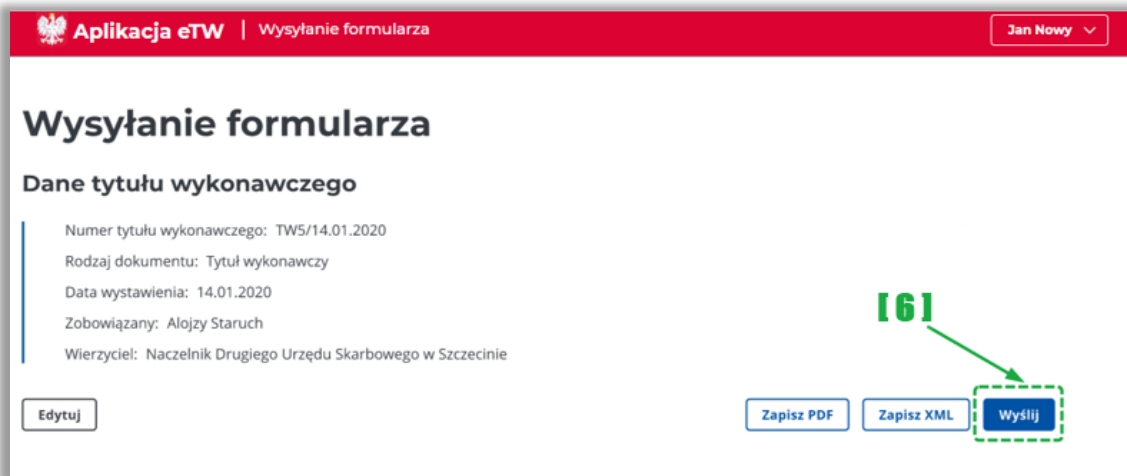 Aplikacja eTW | Wysyłanie formularza
Jan Nowy
Wysyłanie formularza
Dane tytułu wykonawczego
Numer tytułu wykonawczego: TW5/14.01.2020
Rodzaj dokumentu: Tytuł wykonawczy
Data wystawienia: 14.01.2020
Zobowiązany: Alojzy Staruch
Wierzyciel: Naczelnik Drugiego Urzędu Skarbowego w Szczecinie
[6]
Edytuj
Zapisz PDF
Zapisz XML
Wyślij